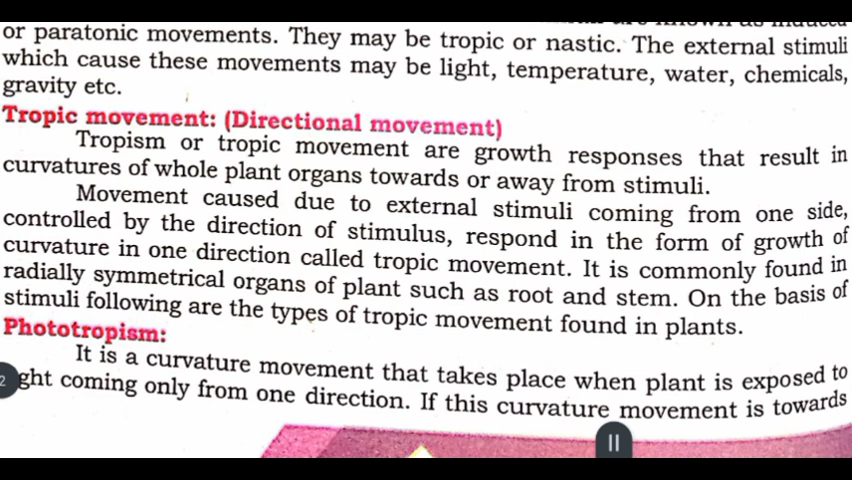 are known as induced
or paratonic movements. They may be tropic or nastic. The external stimuli
which cause these movements may be light, temperature, water, chemicals,
gravity etc.
Tropic movement: (Directional movement)
Tropism or tropic movement are growth responses that result in
curvatures of whole plant organs towards or away from stimuli.
Movement caused due to external stimuli coming from one side,
controlled by the direction of stimulus, respond in the form of growth of
curvature in one direction called tropic movement. It is commonly found in
radially symmetrical organs of plant such as root and stem. On the basis of
stimuli following are the types of tropic movement found in plants.
Phototropism:
It is a curvature movement that takes place when plant is exposed to
ght coming only from one direction. If this curvature movement is towards
2